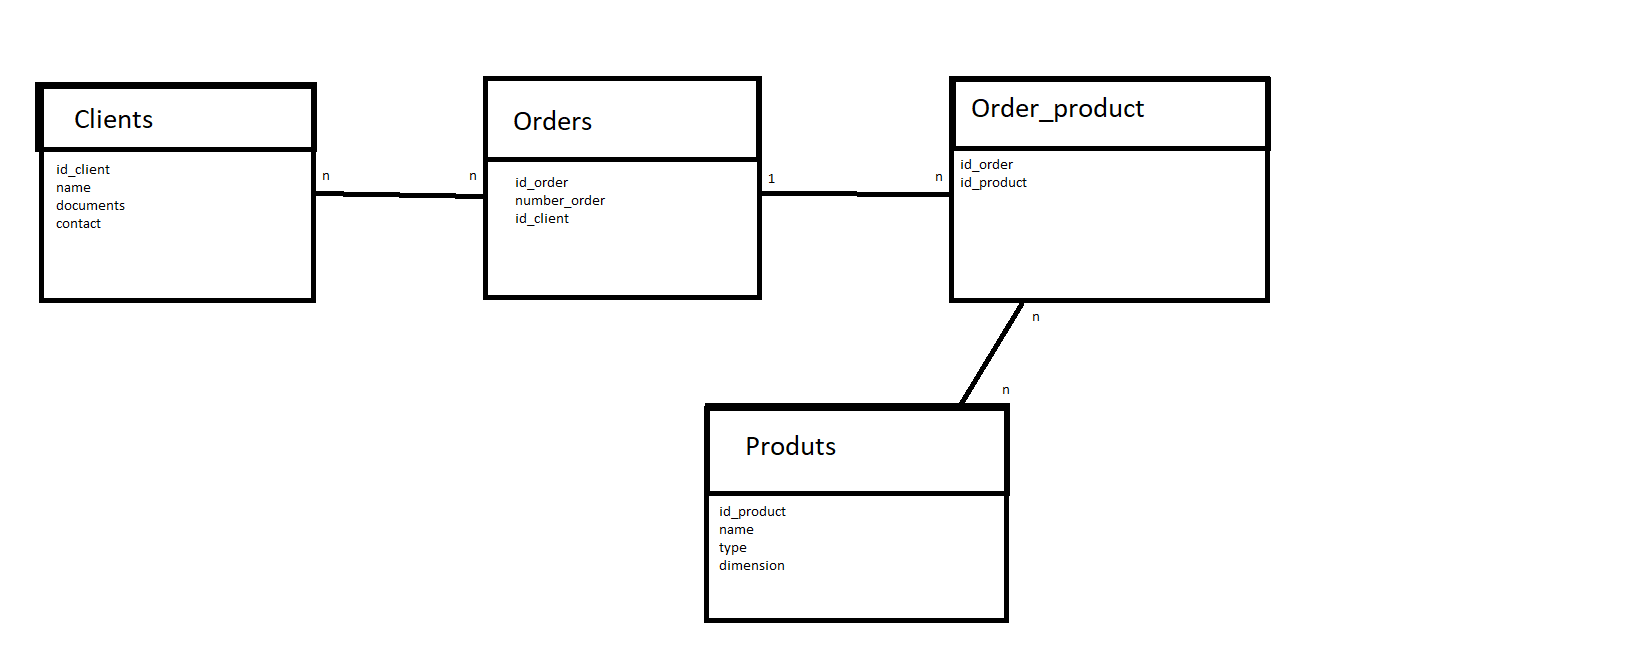 Clients
id_client
name
documents
contact
n
n
Orders
id_order
number_order
id_client
1
n
Order_product
id_order
id_product
n
n
Produts
id_product
name
type
dimension